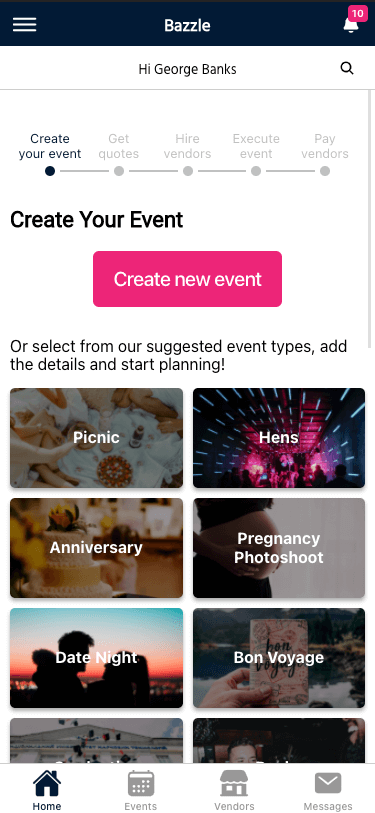 Bazzle
10
Hi George Banks
Create
your event
Get
quotes
Hire
vendors
Execute
event
Pay
vendors
Create Your Event
Create new event
Or select from our suggested event types, add
the details and start planning!
Picnic
Hens
Anniversary
Pregnancy
Photoshoot
Date Night
Bon Voyage
bon
voyage
Home
Events
Vendors
Messages